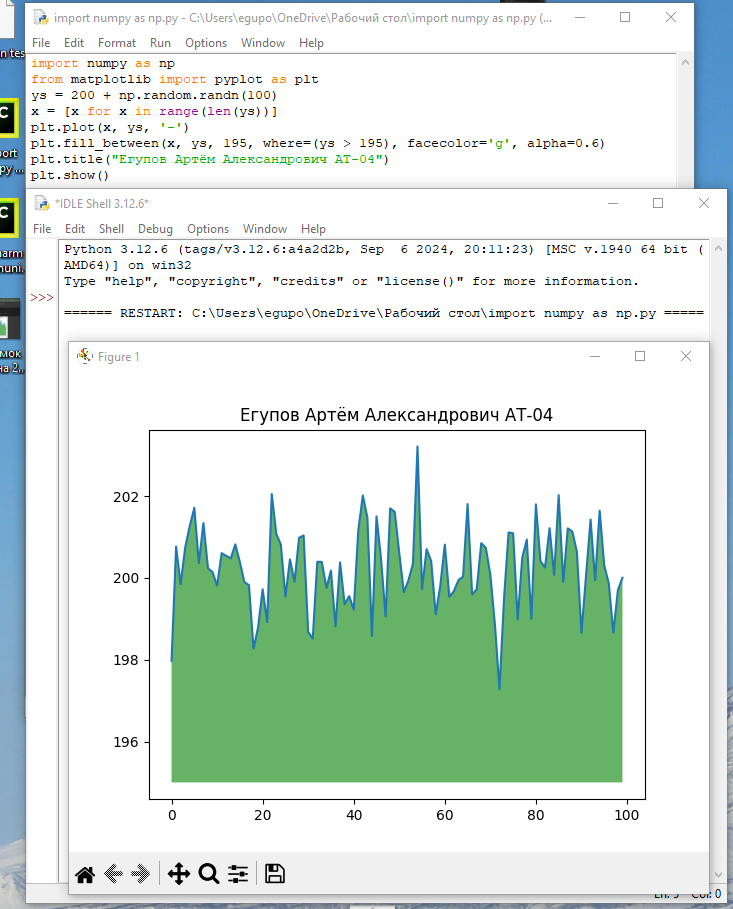 import numpy as np.py - C:\Users\egupo\OneDrive\Рабочий стол\import numpy as np.py (...
File Edit Format Run Options Window Help
import numpy as np
from matplotlib import pyplot as plt
ys = 200 + np.random.randn(100)
x = [x for x in range(len(ys))]
plt.plot(x, ys, '-')
plt.fill_between(x, ys, 195, where=(ys > 195), facecolor='g', alpha=0.6)
plt.title("Егупов Артём Александрович АТ-04")
plt.show()
*IDLE Shell 3.12.6*
File Edit Shell Debug Options Window Help
Python 3.12.6 (tags/v3.12.6:a4a2d2b, Sep  6 2024, 20:11:23) [MSC v.1940 64 bit (
AMD64)] on win32
Type "help", "copyright", "credits" or "license()" for more information.
>>>
====== RESTART: C:\Users\egupo\OneDrive\Рабочий стол\import numpy as np.py =====
Figure 1
Егупов Артём Александрович АТ-04
202
200
198
196
0 20 40 60 80 100